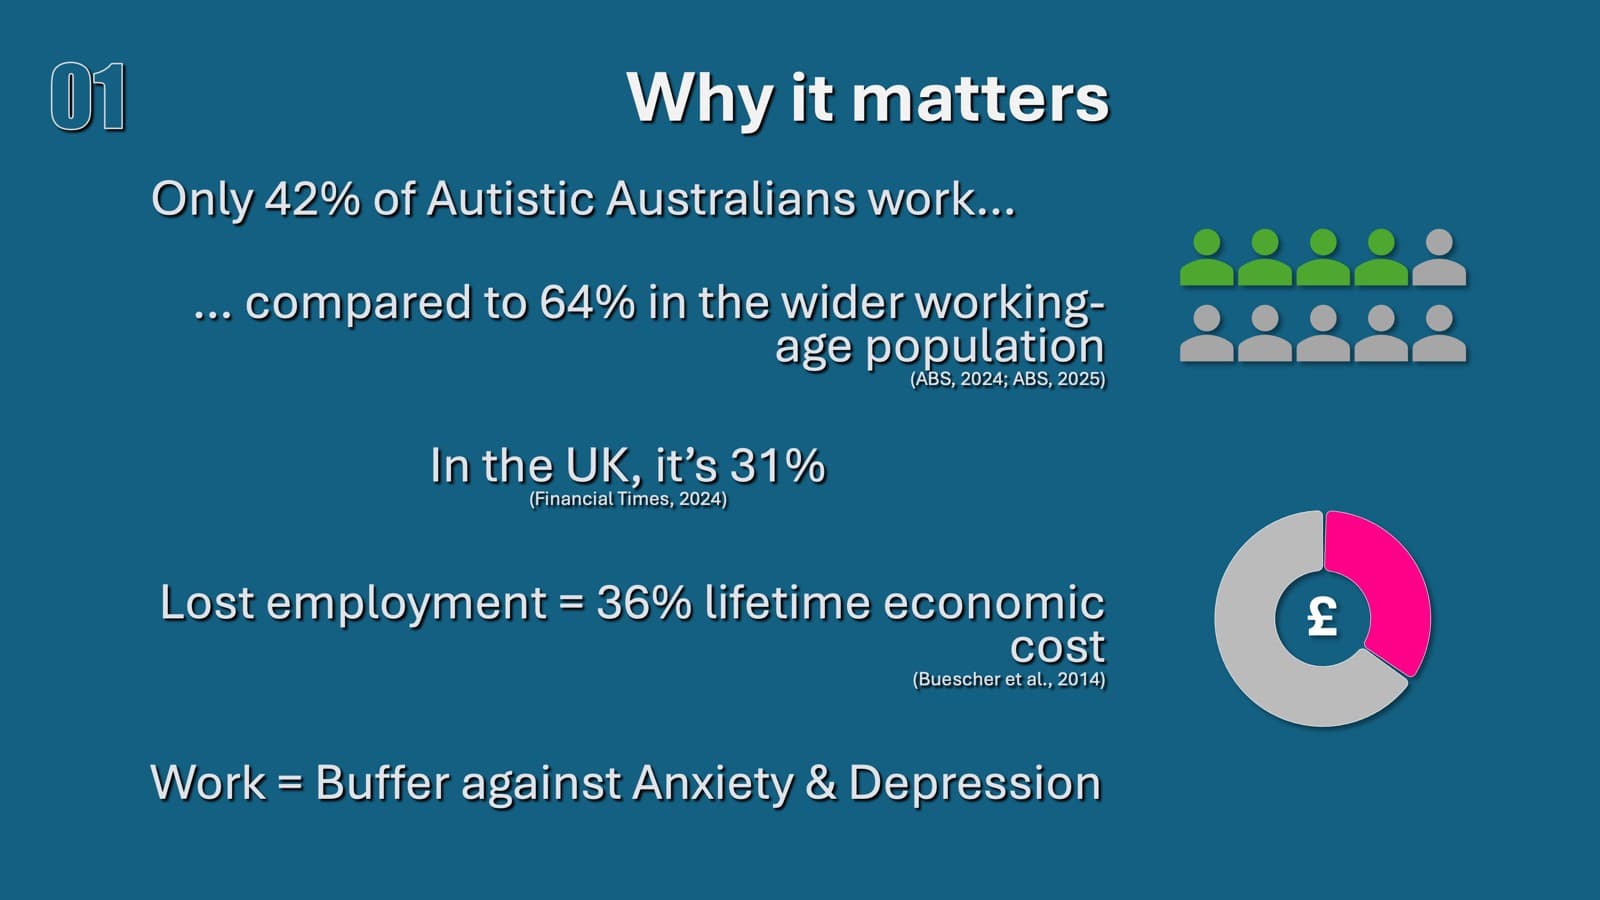 01
Why it matters
Only 42% of Autistic Australians work...
... compared to 64% in the wider working-
age population
(ABS, 2024; ABS, 2025)
In the UK, it’s 31%
(Financial Times, 2024)
Lost employment = 36% lifetime economic
cost
(Buescher et al., 2014)
£
Work = Buffer against Anxiety & Depression